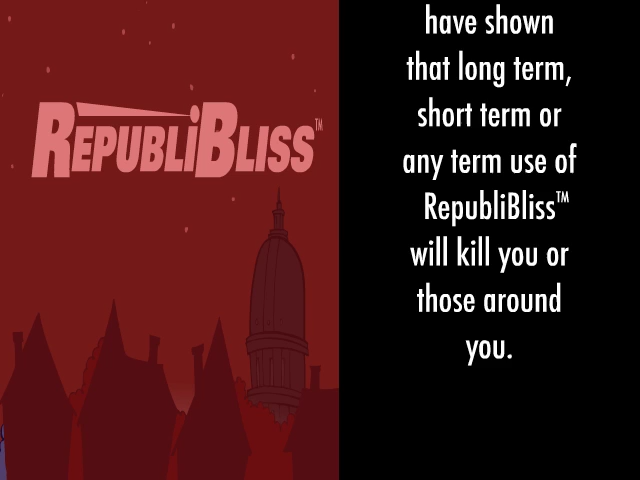 REPUBLIBLISS™
have shown
that long term,
short term or
any term use of
RepubliBliss™
will kill you or
those around
you.